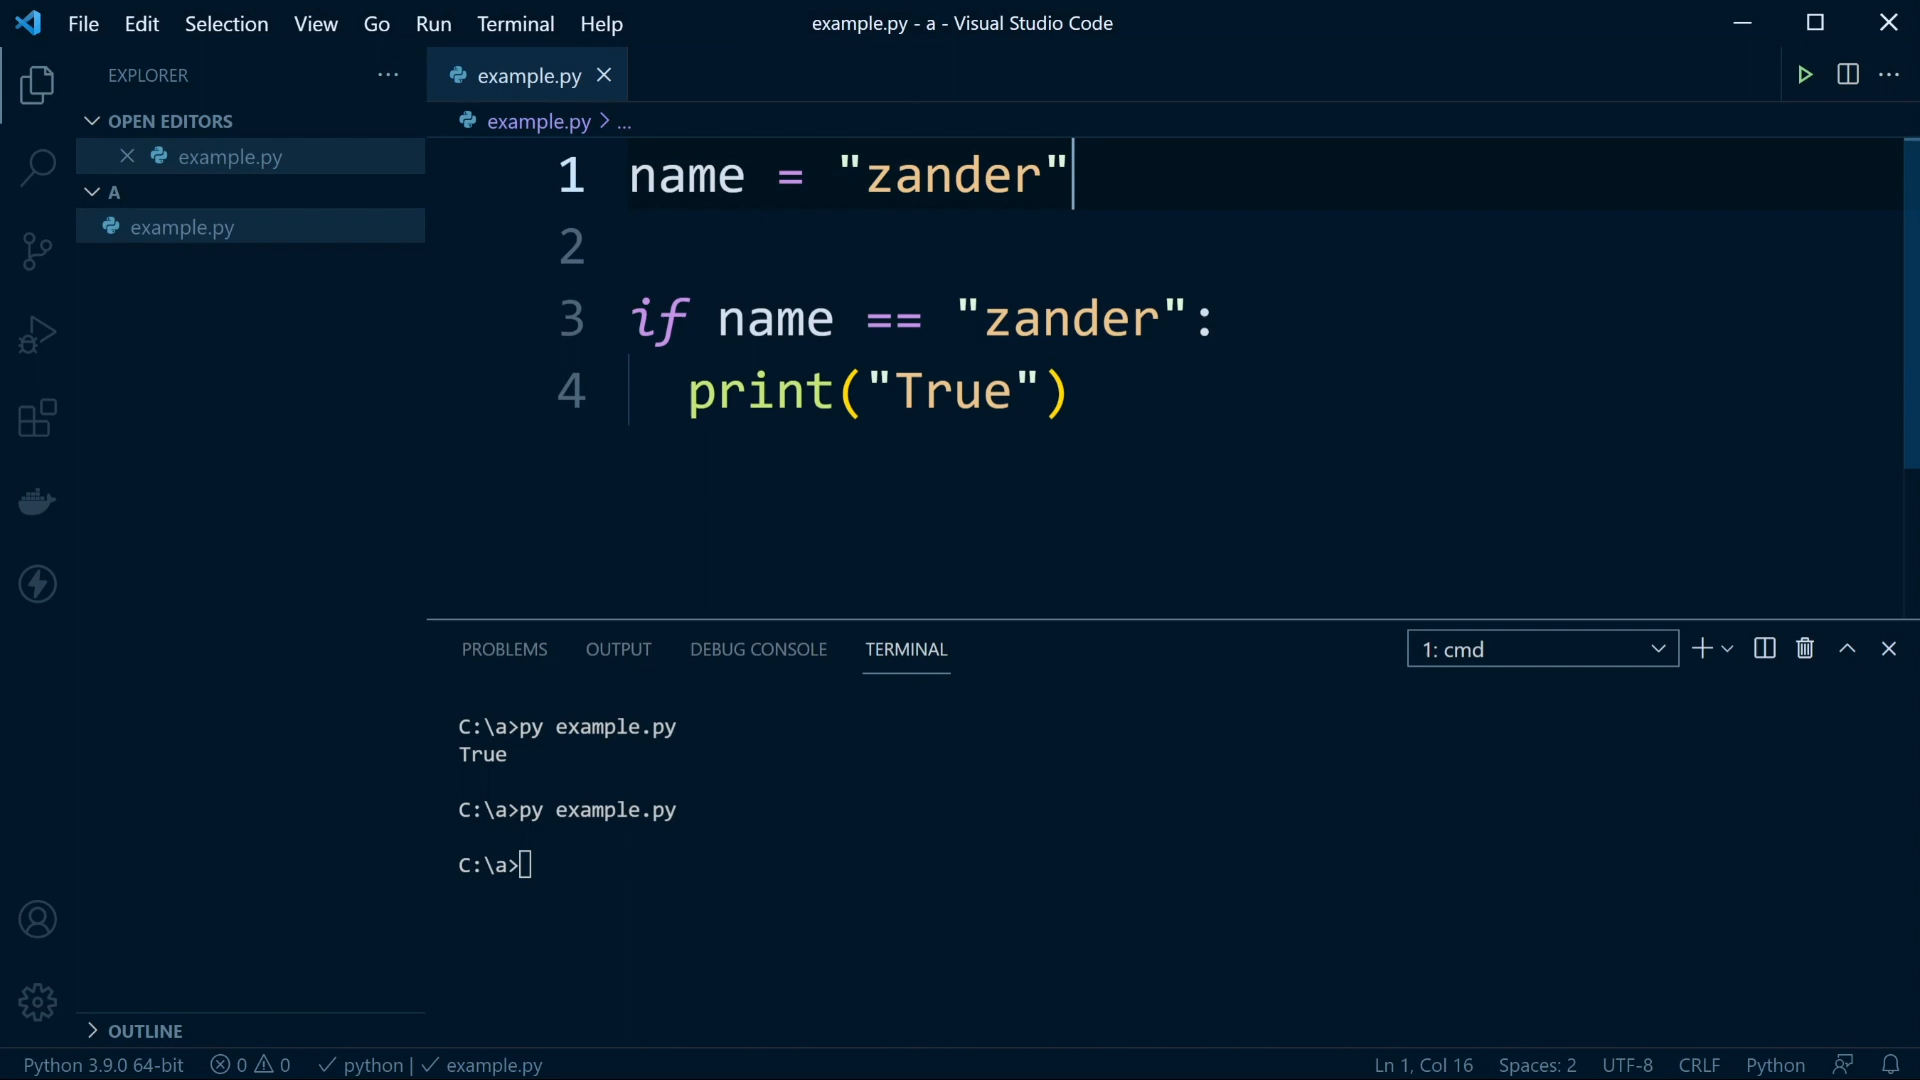 File Edit Selection View Go Run Terminal Help
example.py - a - Visual Studio Code
EXPLORER ...
OPEN EDITORS
example.py
A
example.py
example.py
example.py > ...
1 name = "zander"
2
3 if name == "zander":
4 print("True")
PROBLEMS OUTPUT DEBUG CONSOLE TERMINAL
1: cmd
C:\a>py example.py
True
C:\a>py example.py
C:\a>
OUTLINE
Python 3.9.0 64-bit 0 0 python | example.py
Ln 1, Col 16 Spaces: 2 UTF-8 CRLF Python